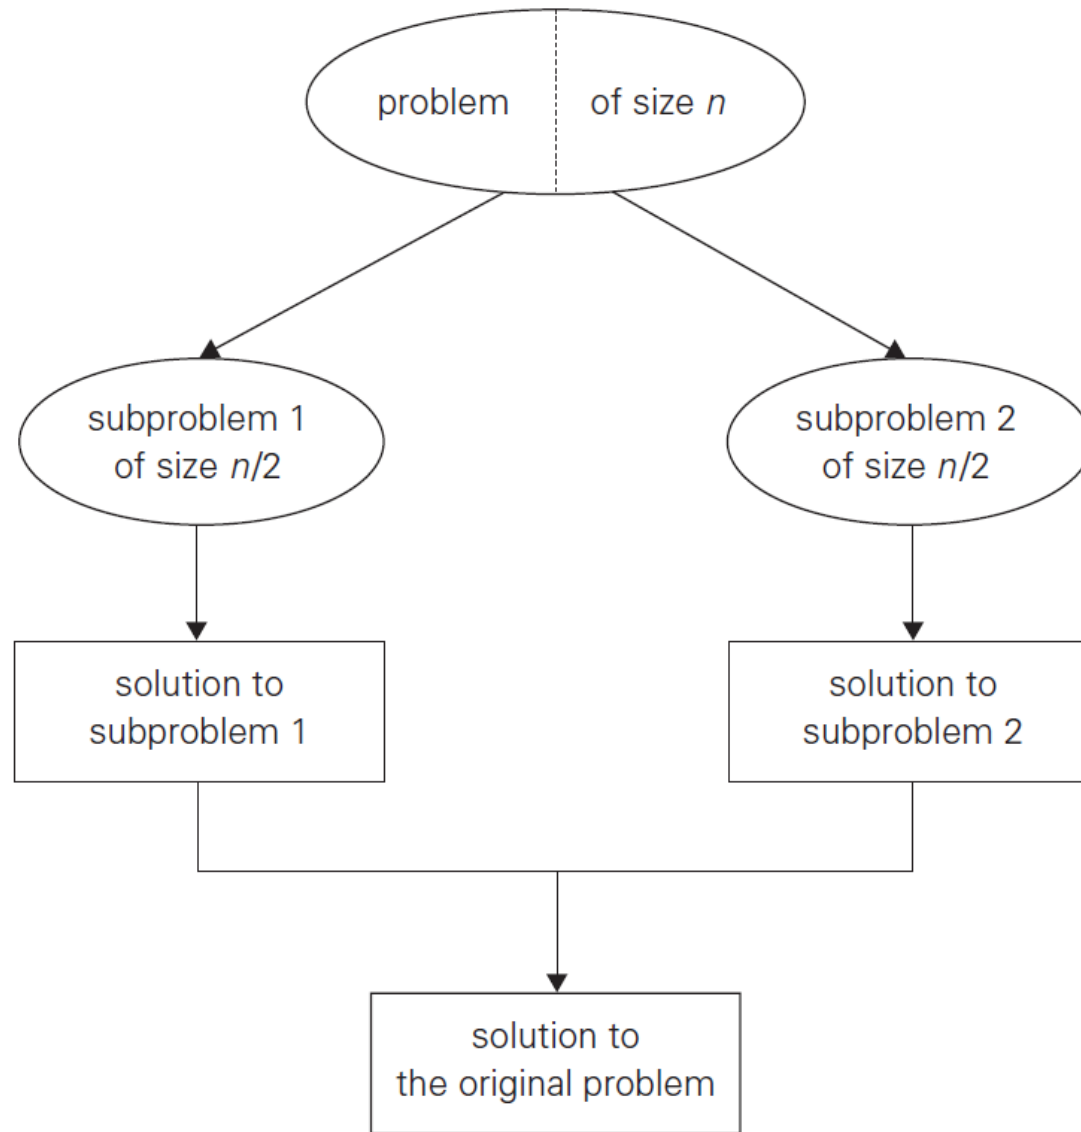 problem of size n
subproblem 1
of size n/2
subproblem 2
of size n/2
solution to
subproblem 1
solution to
subproblem 2
solution to
the original problem